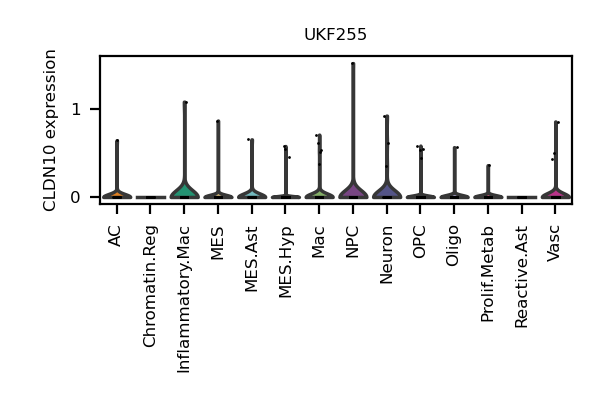 UKF255
CLDN10 expression
1
0
AC
Chromatin.Reg
Inflammatory.Mac
MES
MES.Ast
MES.Hyp
Mac
NPC
Neuron
OPC
Oligo
Prolif.Metab
Reactive.Ast
Vasc